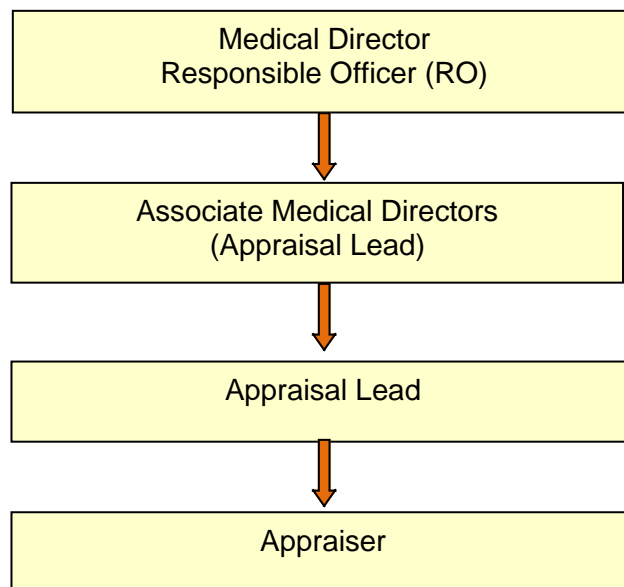 Medical Director
Responsible Officer (RO)
Associate Medical Directors
(Appraisal Lead)
Appraisal Lead
Appraiser